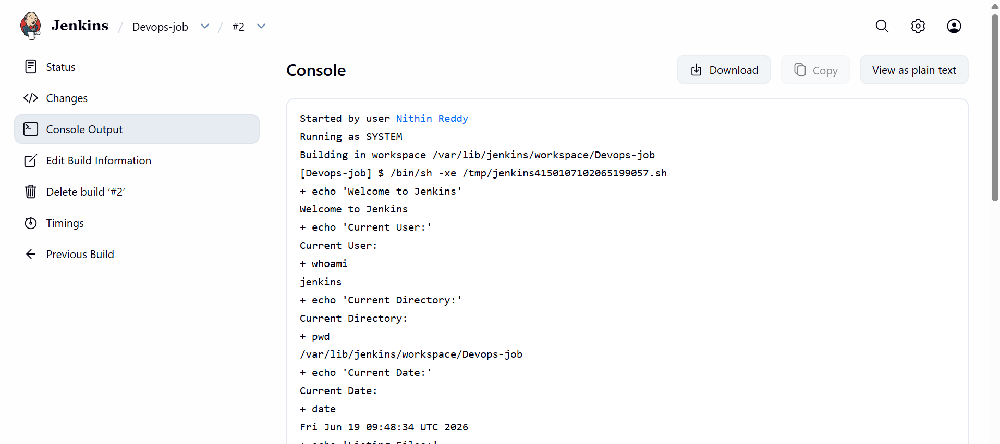 Jenkins / Devops-job / #2
Status
Changes
Console Output
Edit Build Information
Delete build ‘#2’
Timings
Previous Build
Console
Download
Copy
View as plain text
Started by user Nithin Reddy
Running as SYSTEM
Building in workspace /var/lib/jenkins/workspace/Devops-job
[Devops-job] $ /bin/sh -xe /tmp/jenkins4150107102065199057.sh
+ echo 'Welcome to Jenkins'
Welcome to Jenkins
+ echo 'Current User:'
Current User:
+ whoami
jenkins
+ echo 'Current Directory:'
Current Directory:
+ pwd
/var/lib/jenkins/workspace/Devops-job
+ echo 'Current Date:'
Current Date:
+ date
Fri Jun 19 09:48:34 UTC 2026
+ echo 'Listing Files:'